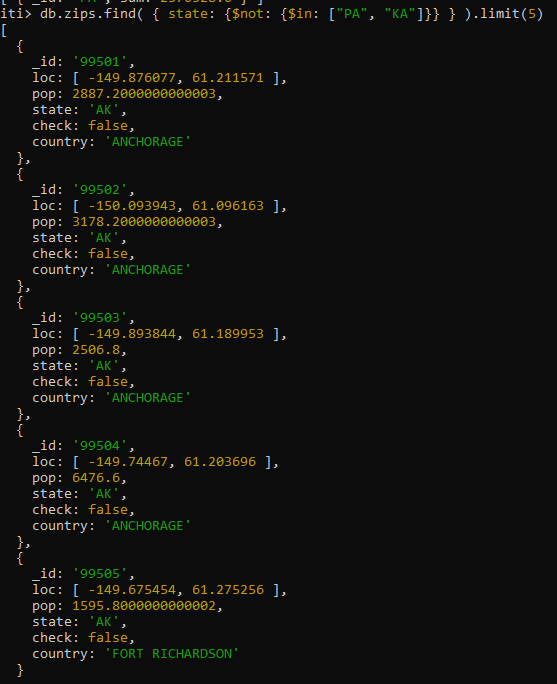 iti> db.zips.find( { state: {$not: {$in: ["PA", "KA"]}} } ).limit(5)
[
  {
    _id: '99501',
    loc: [ -149.876077, 61.211571 ],
    pop: 2887.2000000000003,
    state: 'AK',
    check: false,
    country: 'ANCHORAGE'
  },
  {
    _id: '99502',
    loc: [ -150.093943, 61.096163 ],
    pop: 3178.2000000000003,
    state: 'AK',
    check: false,
    country: 'ANCHORAGE'
  },
  {
    _id: '99503',
    loc: [ -149.893844, 61.189953 ],
    pop: 2506.8,
    state: 'AK',
    check: false,
    country: 'ANCHORAGE'
  },
  {
    _id: '99504',
    loc: [ -149.74467, 61.203696 ],
    pop: 6476.6,
    state: 'AK',
    check: false,
    country: 'ANCHORAGE'
  },
  {
    _id: '99505',
    loc: [ -149.675454, 61.275256 ],
    pop: 1595.8000000000002,
    state: 'AK',
    check: false,
    country: 'FORT RICHARDSON'
  }